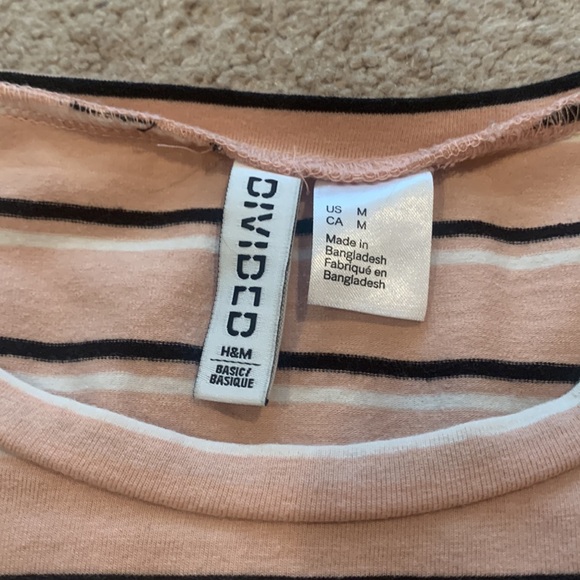 DIVIDED
H&M
BASIC/
BASIQUE
US M
CA M
Made in
Bangladesh
Fabriqué en
Bangladesh